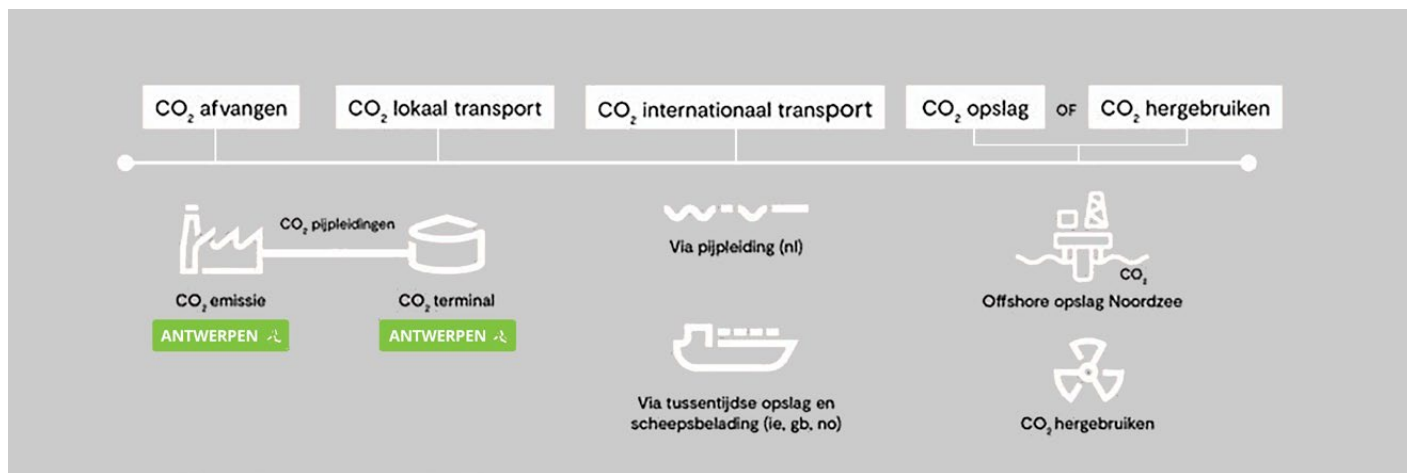 CO₂ afvangen
CO₂ lokaal transport
CO₂ internationaal transport
CO₂ opslag OF CO₂ hergebruiken
CO₂ pijpleidingen
CO₂ emissie
ANTWERPEN
CO₂ terminal
ANTWERPEN
Via pijpleiding (nl)
Via tussentijdse opslag en
scheepsbelading (ie, gb, no)
CO₂
Offshore opslag Noordzee
CO₂ hergebruiken